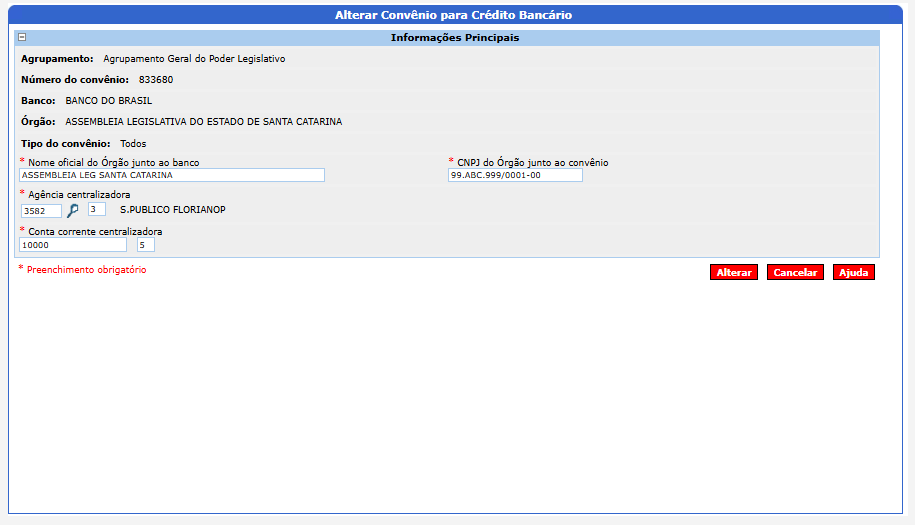 Alterar Convênio para Crédito Bancário
Informações Principais
Agrupamento: Agrupamento Geral do Poder Legislativo
Número do convênio: 833680
Banco: BANCO DO BRASIL
Órgão: ASSEMBLEIA LEGISLATIVA DO ESTADO DE SANTA CATARINA
Tipo do convênio: Todos
* Nome oficial do Órgão junto ao banco * CNPJ do Órgão junto ao convênio
ASSEMBLEIA LEG SANTA CATARINA 99.ABC.999/0001-00
* Agência centralizadora
3582 3 S.PUBLICO FLORIANOP
* Conta corrente centralizadora
10000 5
* Preenchimento obrigatório Alterar Cancelar Ajuda